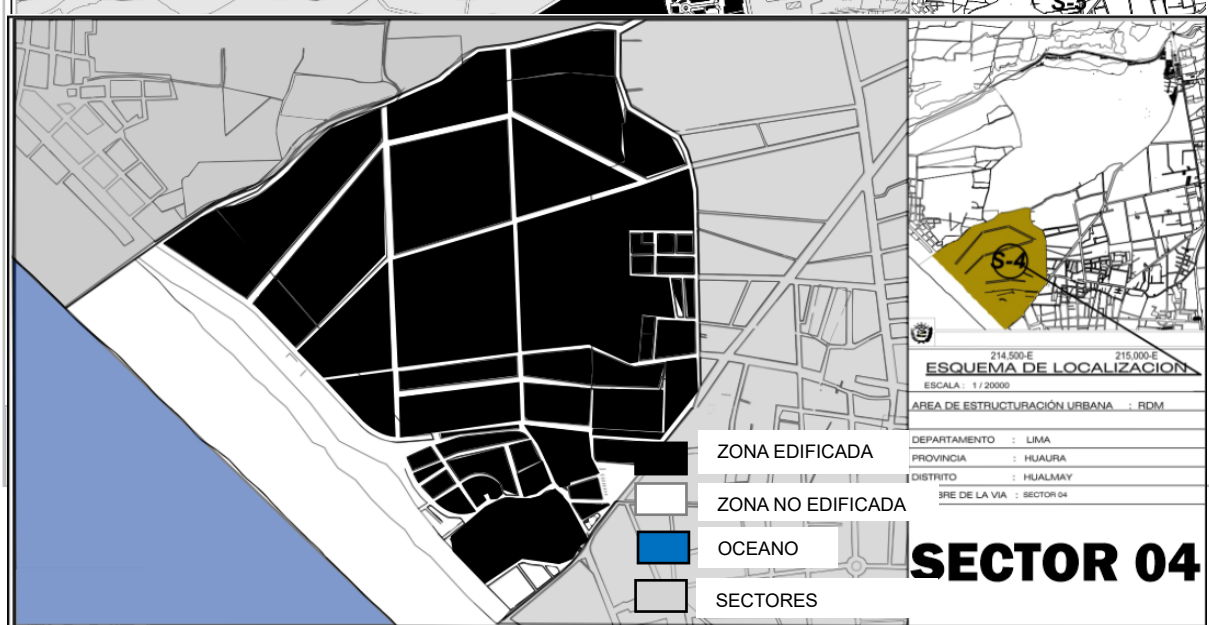 S-5
S-4
214,500-E 215,000-E
ESQUEMA DE LOCALIZACION
ESCALA : 1 / 20000
AREA DE ESTRUCTURACIÓN URBANA : RDM
DEPARTAMENTO : LIMA
PROVINCIA : HUAURA
DISTRITO : HUALMAY
BRE DE LA VIA : SECTOR 04
SECTOR 04
ZONA EDIFICADA
ZONA NO EDIFICADA
OCEANO
SECTORES